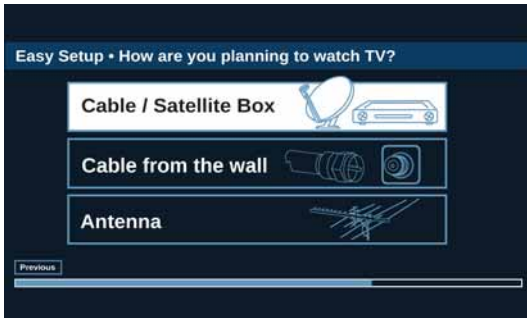 Easy Setup • How are you planning to watch TV?
Cable / Satellite Box
Cable from the wall
Antenna
Previous